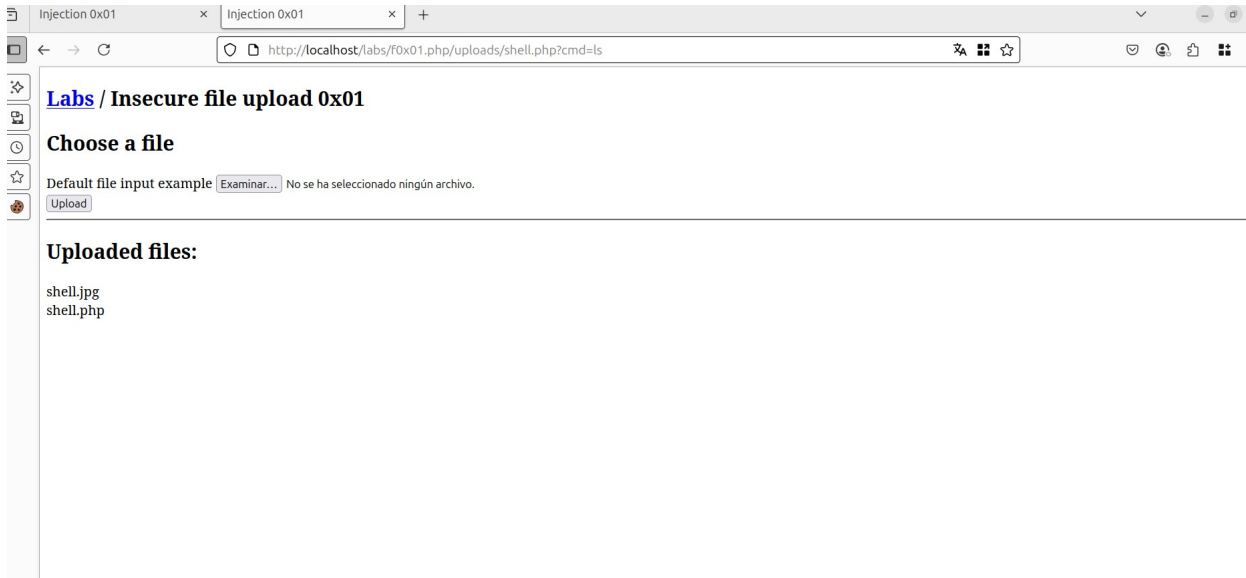 Injection 0x01
Injection 0x01
http://localhost/labs/f0x01.php/uploads/shell.php?cmd=ls
Labs / Insecure file upload 0x01
Choose a file
Default file input example Examinar... No se ha seleccionado ningún archivo.
Upload
Uploaded files:
shell.jpg
shell.php